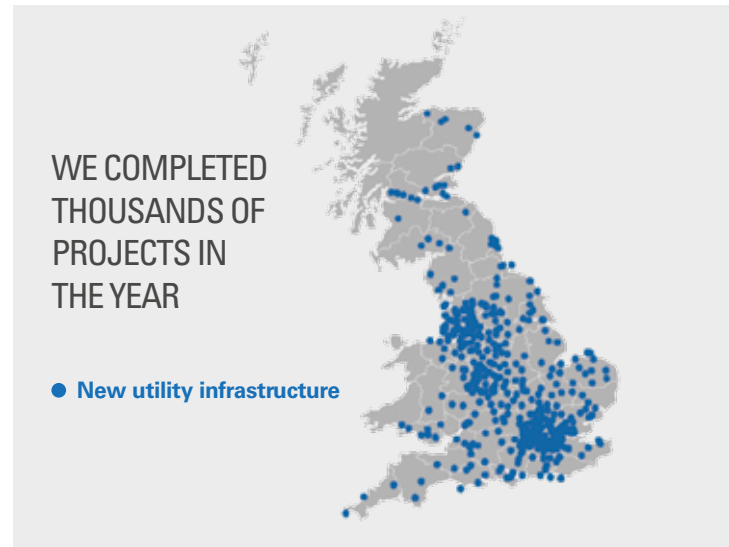 WE COMPLETED
THOUSANDS OF
PROJECTS IN
THE YEAR
New utility infrastructure